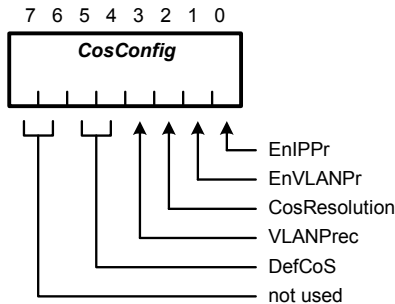 7 6 5 4 3 2 1 0
CosConfig
EnIPPr
EnVLANPr
CosResolution
VLANPrec
DefCoS
not used